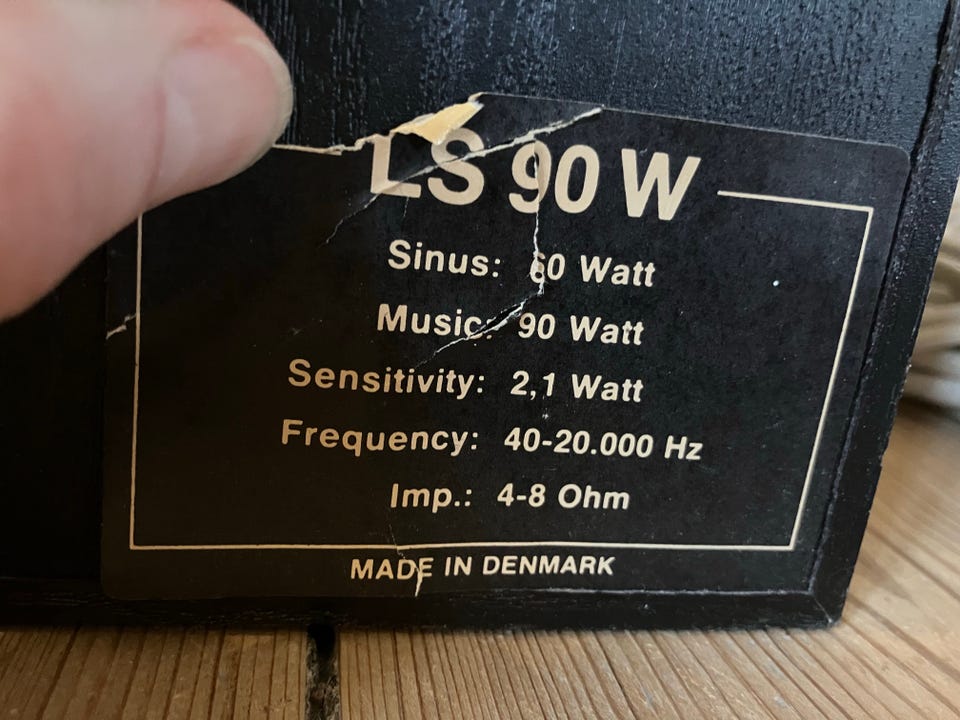 LS 90 W
Sinus: 60 Watt
Music: 90 Watt
Sensitivity: 2,1 Watt
Frequency: 40-20.000 Hz
Imp.: 4-8 Ohm
MADE IN DENMARK